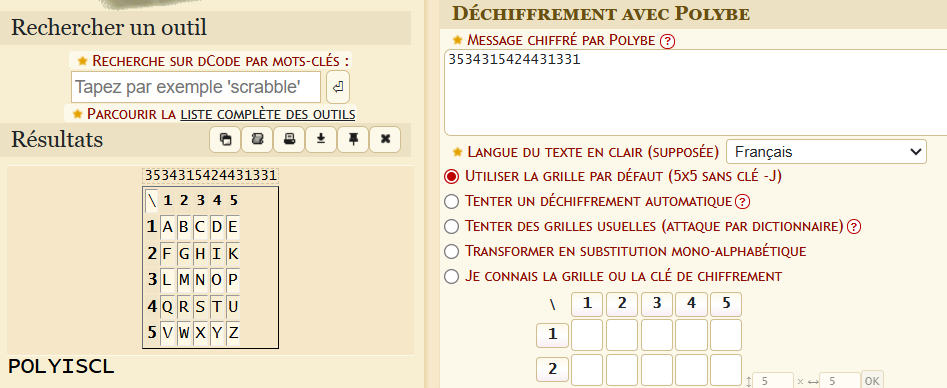 Rechercher un outil
Recherche sur dCode par mots-clés :
Tapez par exemple 'scrabble'
Parcourir la liste complète des outils
Résultats
3534315424431331
\ 1 2 3 4 5
1 A B C D E
2 F G H I K
3 L M N O P
4 Q R S T U
5 V W X Y Z
POLYISCL
Déchiffrement avec Polybe
Message chiffré par Polybe ?
3534315424431331
Langue du texte en clair (supposée) Français
Utiliser la grille par défaut (5x5 sans clé -J)
Tenter un déchiffrement automatique ?
Tenter des grilles usuelles (attaque par dictionnaire) ?
Transformer en substitution mono-alphabétique
Je connais la grille ou la clé de chiffrement
\ 1 2 3 4 5
1
2
↕ 5 × ↔ 5 OK